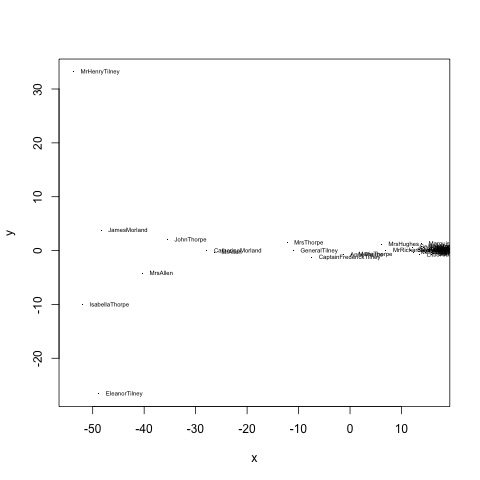 MrHenryTilney
JamesMorland
JohnThorpe
MrsThorpe
MrsHughes
CatherineMorland
GeneralTilney
CaptainFrederickTilney
MrsAllen
IsabellaThorpe
EleanorTilney
30
20
10
0
-10
-20
y
-50 -40 -30 -20 -10 0 10
x